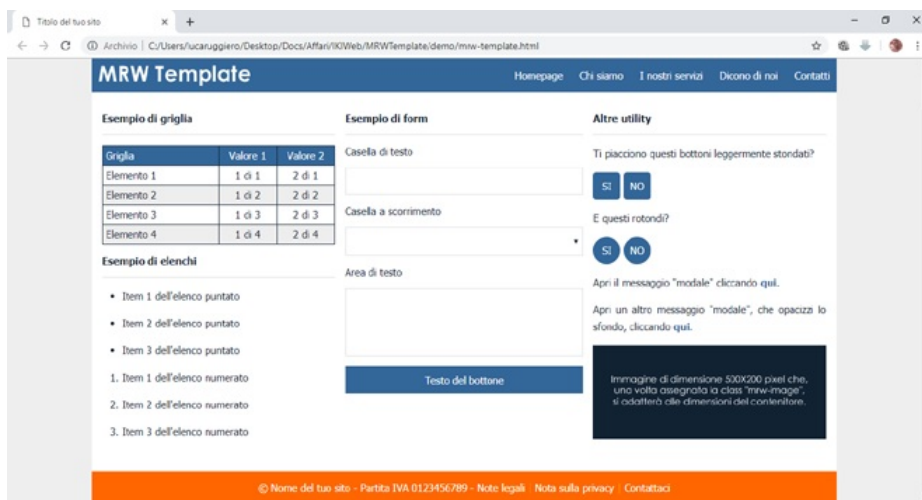 Titolo del tuo sito
Archivio | C:/Users/lucaruggiero/Desktop/Docs/Affari/IKIWeb/MRWTemplate/demo/mrw-template.html
MRW Template
Homepage Chi siamo I nostri servizi Dicono di noi Contatti
Esempio di griglia
Griglia Valore 1 Valore 2
Elemento 1 1 di 1 2 di 1
Elemento 2 1 di 2 2 di 2
Elemento 3 1 di 3 2 di 3
Elemento 4 1 di 4 2 di 4
Esempio di elenchi
• Item 1 dell'elenco puntato
• Item 2 dell'elenco puntato
• Item 3 dell'elenco puntato
1. Item 1 dell'elenco numerato
2. Item 2 dell'elenco numerato
3. Item 3 dell'elenco numerato
Esempio di form
Casella di testo
Casella a scorrimento
Area di testo
Testo del bottone
Altre utility
Ti piacciono questi bottoni leggermente stondati?
SI NO
E questi rotondi?
SI NO
Apri il messaggio "modale" cliccando qui.
Apri un altro messaggio "modale", che opacizzi lo
sfondo, cliccando qui.
Immagine di dimensione 500X200 pixel che,
una volta assegnata la class "mrw-image",
si adatterà alle dimensioni del contenitore.
© Nome del tuo sito - Partita IVA 0123456789 - Note legali | Nota sulla privacy | Contattaci